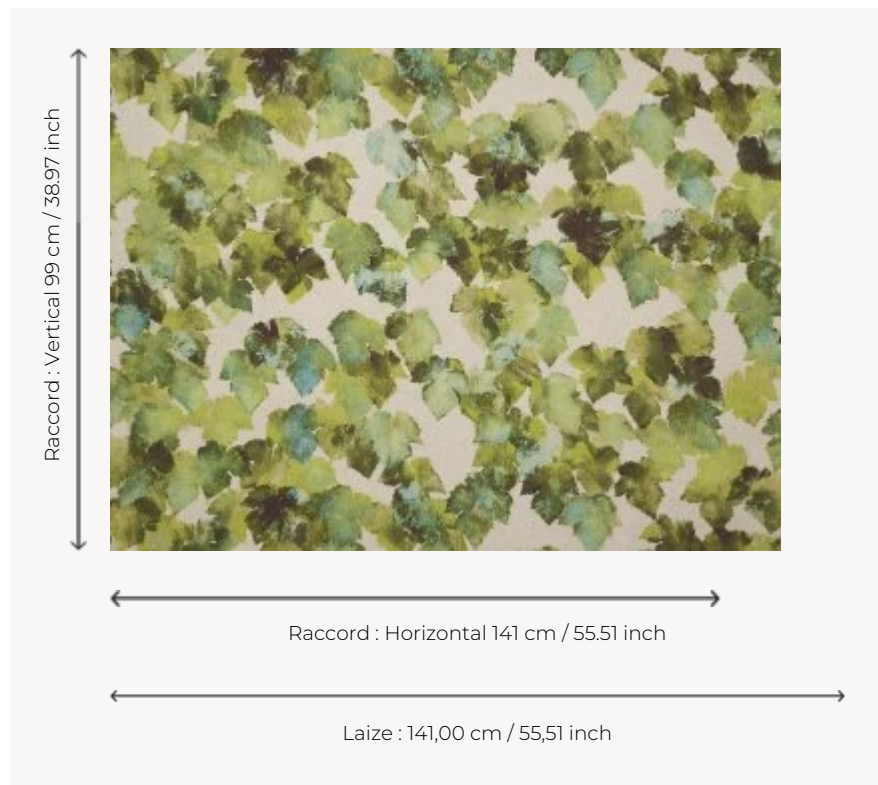 Raccord : Vertical 99 cm / 38.97 inch
Raccord : Horizontal 141 cm / 55.51 inch
Laize : 141,00 cm / 55,51 inch